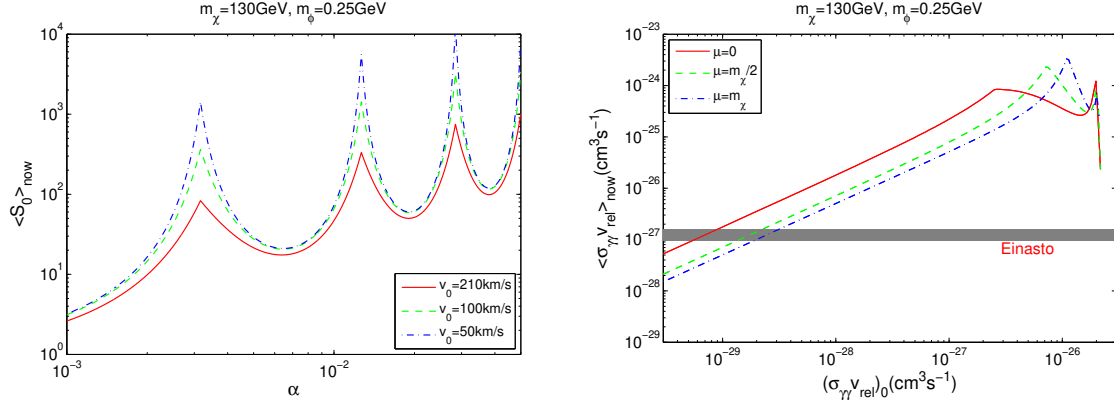 m_χ=130GeV, m_ϕ=0.25GeV
10^4
10^3
10^2
10^1
10^0
<S_0>_now
10^−3
10^−2
α
v_0=210km/s
v_0=100km/s
v_0=50km/s
m_χ=130GeV, m_ϕ=0.25GeV
10^−23
10^−24
10^−25
10^−26
10^−27
10^−28
10^−29
<σ_γγ v_rel>_now(cm^3s^−1)
μ=0
μ=m_χ/2
μ=m_χ
Einasto
10^−29
10^−28
10^−27
10^−26
(σ_γγ v_rel)_0(cm^3s^−1)